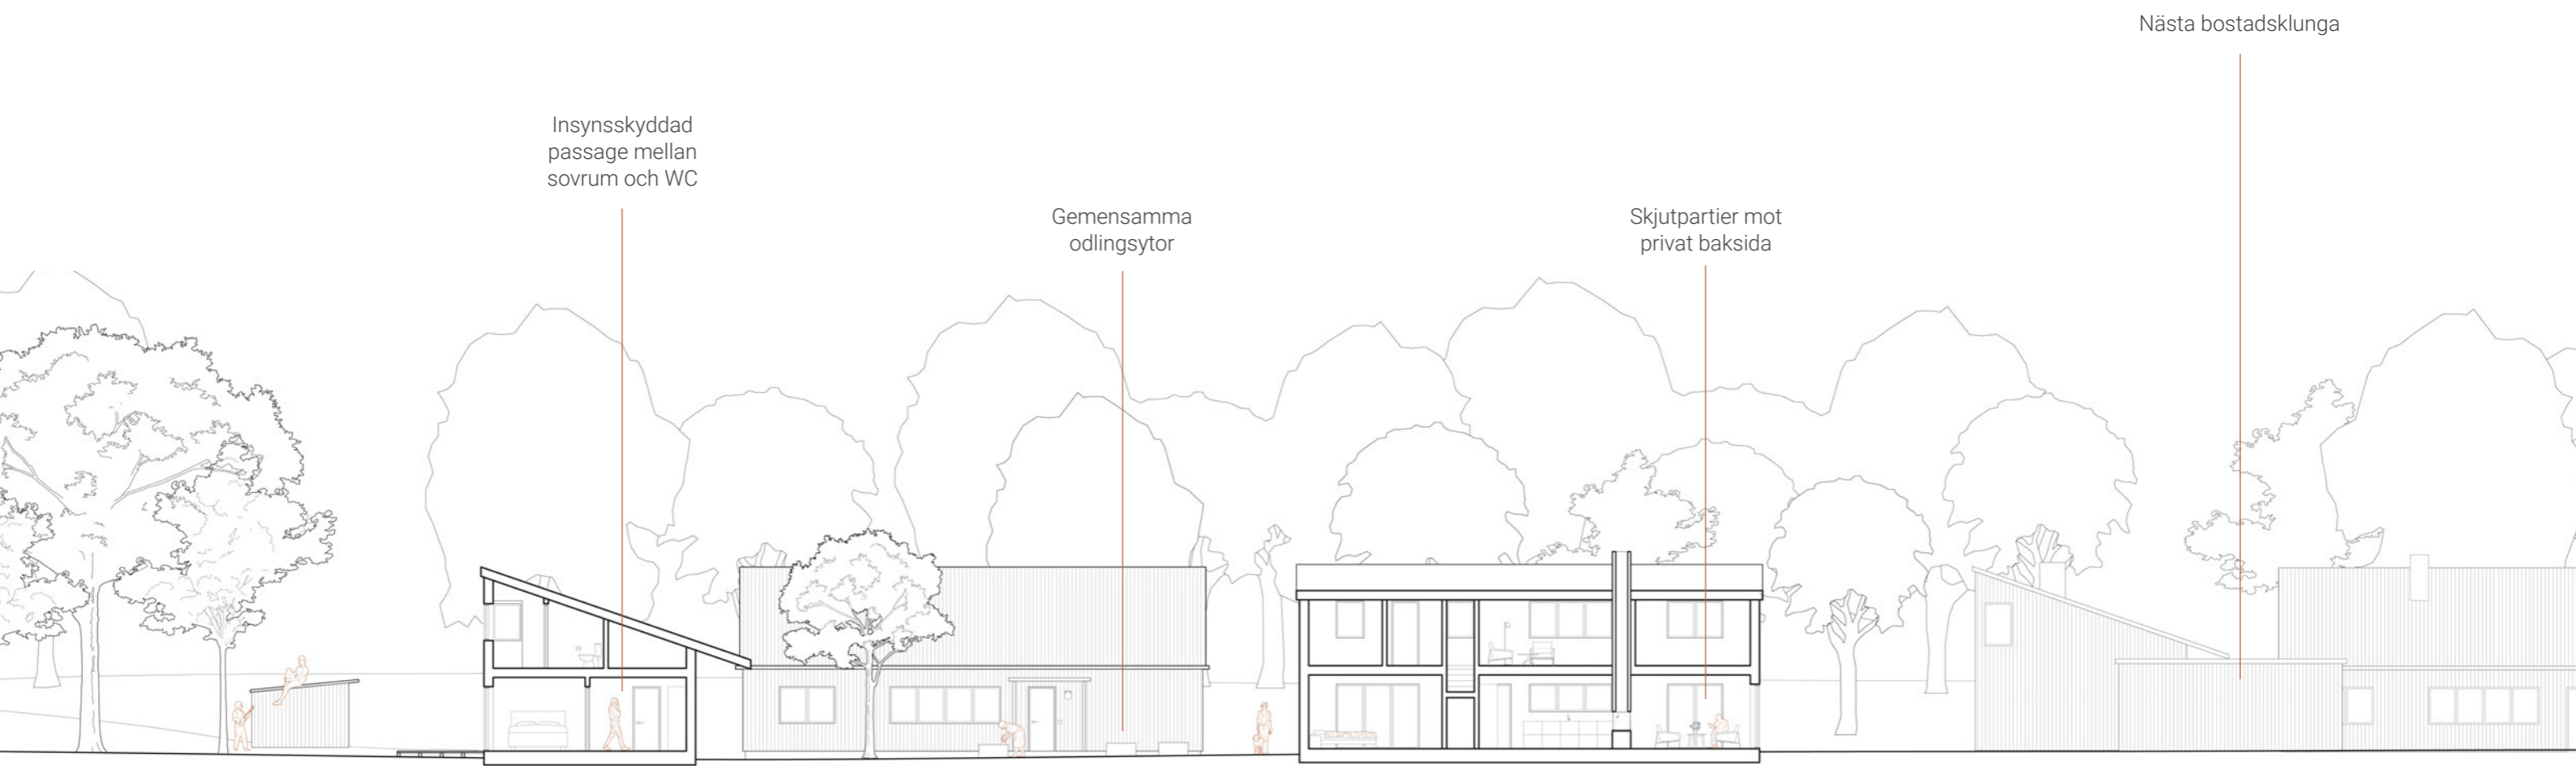 Insynsskyddad
passage mellan
sovrum och WC
Gemensamma
odlingsytor
Skjutpartier mot
privat baksida
Nästa bostadsklunga